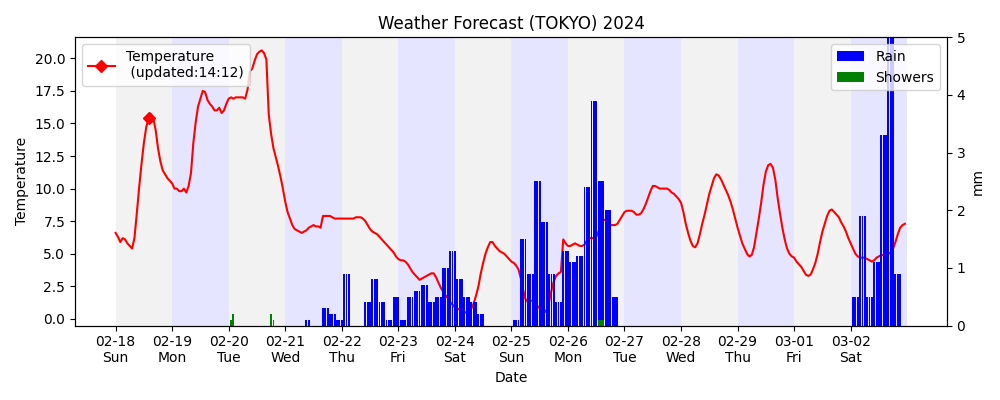 Weather Forecast (TOKYO) 2024
Temperature
(updated:14:12)
Rain
Showers
Temperature
20.0
17.5
15.0
12.5
10.0
7.5
5.0
2.5
0.0
5
4
3
2
1
0
mm
02-18 02-19 02-20 02-21 02-22 02-23 02-24 02-25 02-26 02-27 02-28 02-29 03-01 03-02
Sun Mon Tue Wed Thu Fri Sat Sun Mon Tue Wed Thu Fri Sat
Date